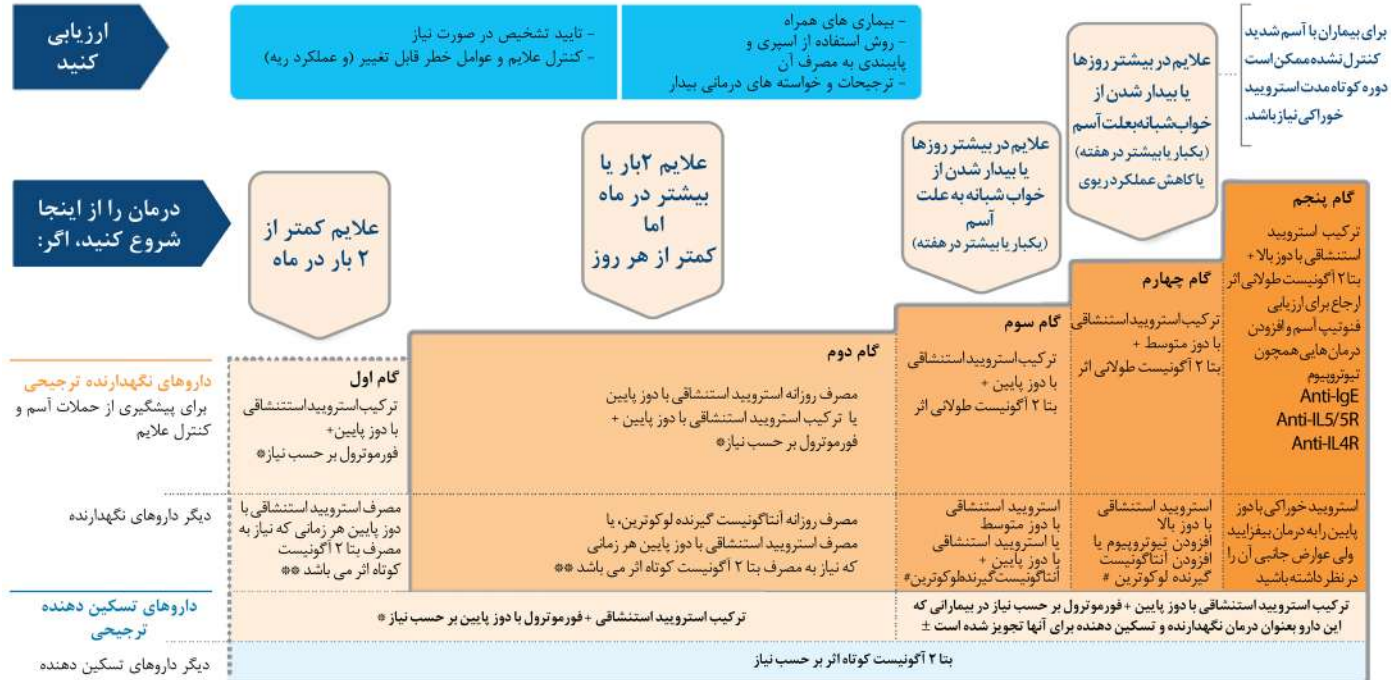 ارزیابی
کنید
- تایید تشخیص در صورت نیاز
- کنترل علایم و عوامل خطر قابل تغییر (و عملکرد ریه)
- بیماری های همراه
- روش استفاده از اسپری و
پایبندی به مصرف آن
- ترجیحات و خواسته های درمانی بیدار
برای بیماران با آسم شدید
کنترل نشده ممکن است
دوره کوتاه مدت استرویید
خوراکی نیاز باشد.
درمان را از اینجا
شروع کنید، اگر:
علایم کمتر از
۲ بار در ماه
علایم ۲بار یا
بیشتر در ماه
اما
کمتر از هر روز
علایم در بیشتر روزها
یا بیدار شدن از
خواب شبانه به علت
آسم
(یکبار یا بیشتر در هفته)
علایم در بیشتر روزها
یا بیدار شدن از
خواب شبانه بعلت آسم
(یکبار یا بیشتر در هفته)
یا کاهش عملکرد ریوی
داروهای نگهدارنده ترجیحی
برای پیشگیری از حملات آسم و
کنترل علایم
گام اول
ترکیب استرویید استنشاقی
با دوز پایین+
فورموترول بر حسب نیاز*
گام دوم
مصرف روزانه استرویید استنشاقی با دوز پایین
یا ترکیب استرویید استنشاقی با دوز پایین +
فورموترول بر حسب نیاز*
گام سوم
ترکیب استرویید استنشاقی
با دوز پایین +
بتا ۲ آگونیست طولانی اثر
گام چهارم
ترکیب استرویید استنشاقی
با دوز متوسط +
بتا ۲ آگونیست طولانی اثر
گام پنجم
ترکیب استرویید
استنشاقی با دوز بالا +
بتا ۲ آگونیست طولانی اثر
ارجاع برای ارزیابی
فنوتیپ آسم و افزودن
درمان هایی همچون
تیوتروپیوم
Anti-IgE
Anti-IL5/5R
Anti-IL4R
دیگر داروهای نگهدارنده
مصرف استرویید استنشاقی با
دوز پایین هر زمانی که نیاز به
مصرف بتا ۲ آگونیست
کوتاه اثر می باشد **
مصرف روزانه آنتاگونیست گیرنده لوکوترین، یا
مصرف استرویید استنشاقی با دوز پایین هر زمانی
که نیاز به مصرف بتا ۲ آگونیست کوتاه اثر می باشد **
استرویید استنشاقی
با دوز متوسط
یا استرویید استنشاقی
با دوز پایین +
آنتاگونیست گیرنده لوکوترین#
استرویید استنشاقی
با دوز بالا
افزودن تیوتروپیوم یا
افزودن آنتاگونیست
گیرنده لوکوترین #
استرویید خوراکی با دوز
پایین را به درمان بیفزایید
ولی عوارض جانبی آن را
در نظر داشته باشید
داروهای تسکین دهنده
ترجیحی
ترکیب استرویید استنشاقی +فورموترول با دوز پایین بر حسب نیاز *
ترکیب استرویید استنشاقی با دوز پایین +فورموترول بر حسب نیاز در بیمارانی که
این دارو بعنوان درمان نگهدارنده و تسکین دهنده برای آنها تجویز شده است ±
دیگر داروهای تسکین دهنده
بتا ۲ آگونیست کوتاه اثر بر حسب نیاز